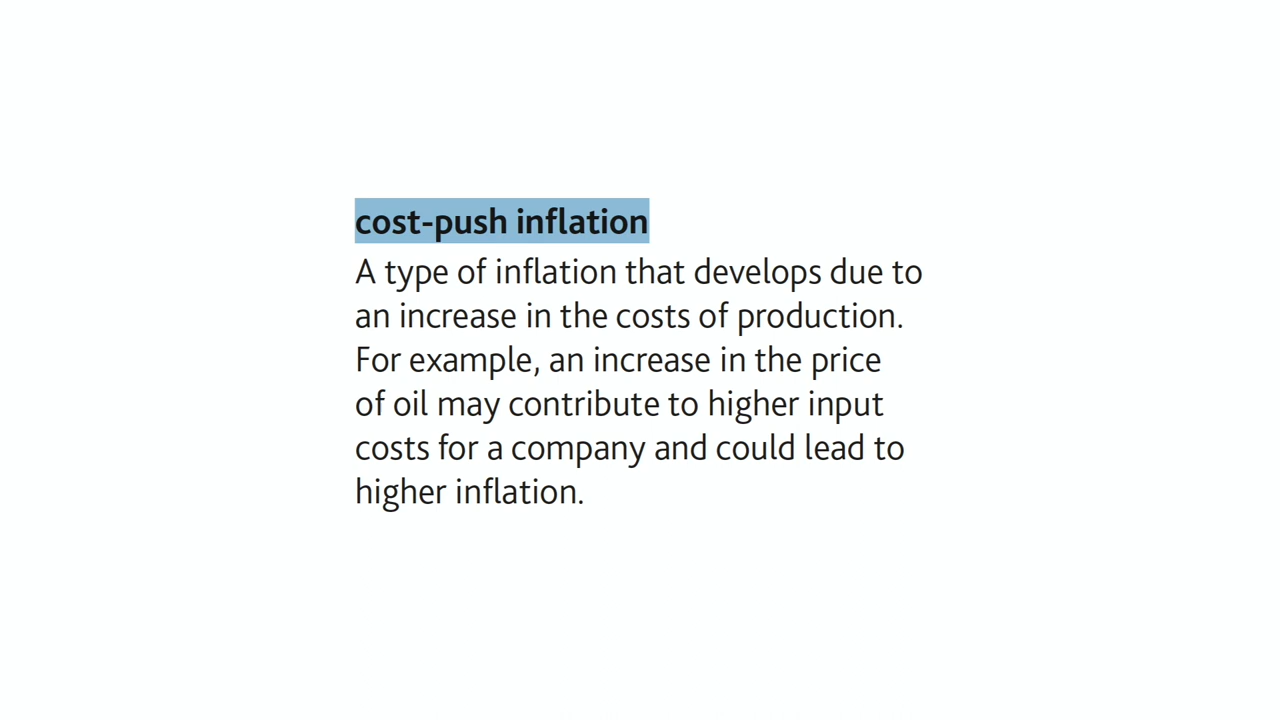 cost-push inflation
A type of inflation that develops due to
an increase in the costs of production.
For example, an increase in the price
of oil may contribute to higher input
costs for a company and could lead to
higher inflation.